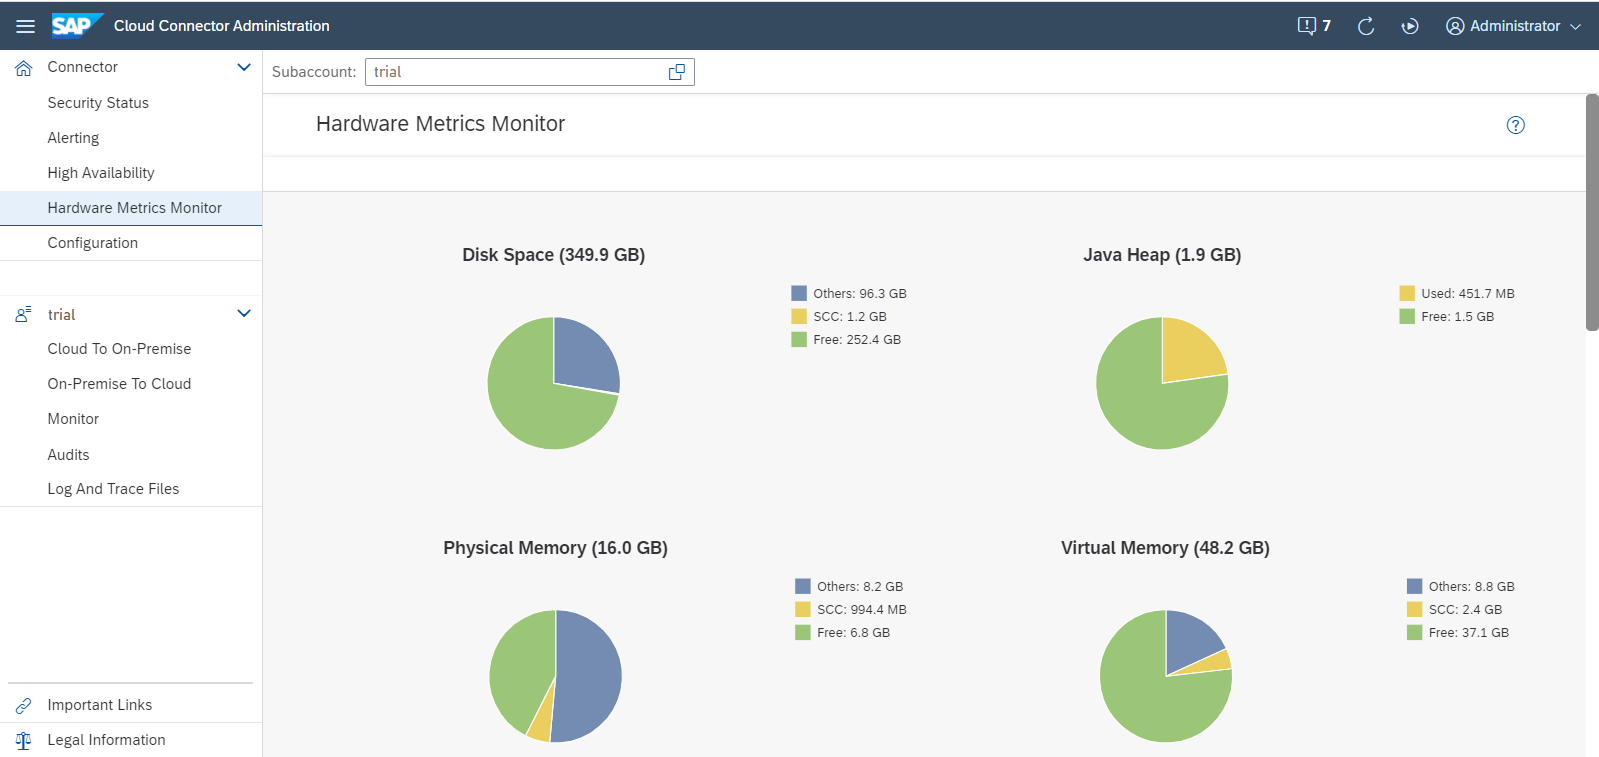 SAP Cloud Connector Administration
7
Administrator
Connector
Security Status
Alerting
High Availability
Hardware Metrics Monitor
Configuration
trial
Cloud To On-Premise
On-Premise To Cloud
Monitor
Audits
Log And Trace Files
Important Links
Legal Information
Subaccount: trial
Hardware Metrics Monitor
Disk Space (349.9 GB)
Others: 96.3 GB
SCC: 1.2 GB
Free: 252.4 GB
Java Heap (1.9 GB)
Used: 451.7 MB
Free: 1.5 GB
Physical Memory (16.0 GB)
Others: 8.2 GB
SCC: 994.4 MB
Free: 6.8 GB
Virtual Memory (48.2 GB)
Others: 8.8 GB
SCC: 2.4 GB
Free: 37.1 GB